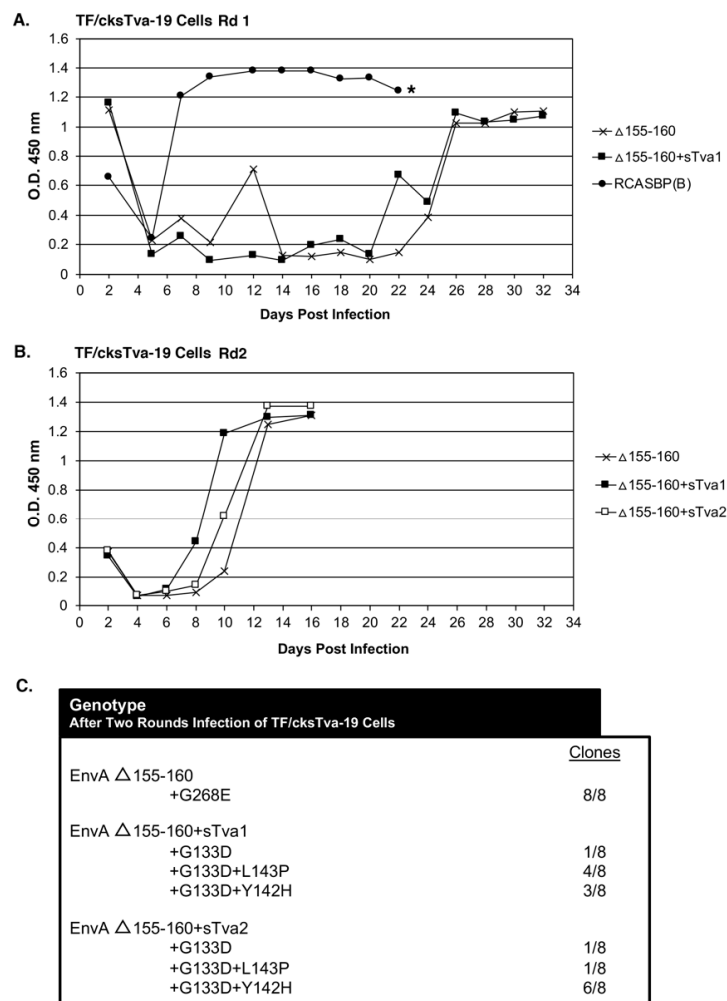 A.
TF/cksTva-19 Cells Rd 1
1.6
1.4
1.2
1
0.8
0.6
0.4
0.2
0
O.D. 450 nm
*
0 2 4 6 8 10 12 14 16 18 20 22 24 26 28 30 32 34
Days Post Infection
△155-160
△155-160+sTva1
RCASBP(B)
B.
TF/cksTva-19 Cells Rd2
1.6
1.4
1.2
1
0.8
0.6
0.4
0.2
0
O.D. 450 nm
0 2 4 6 8 10 12 14 16 18 20 22 24 26 28 30 32 34
Days Post Infection
△155-160
△155-160+sTva1
△155-160+sTva2
C.
Genotype
After Two Rounds Infection of TF/cksTva-19 Cells
Clones
EnvA △155-160
+G268E 8/8
EnvA △155-160+sTva1
+G133D 1/8
+G133D+L143P 4/8
+G133D+Y142H 3/8
EnvA △155-160+sTva2
+G133D 1/8
+G133D+L143P 1/8
+G133D+Y142H 6/8